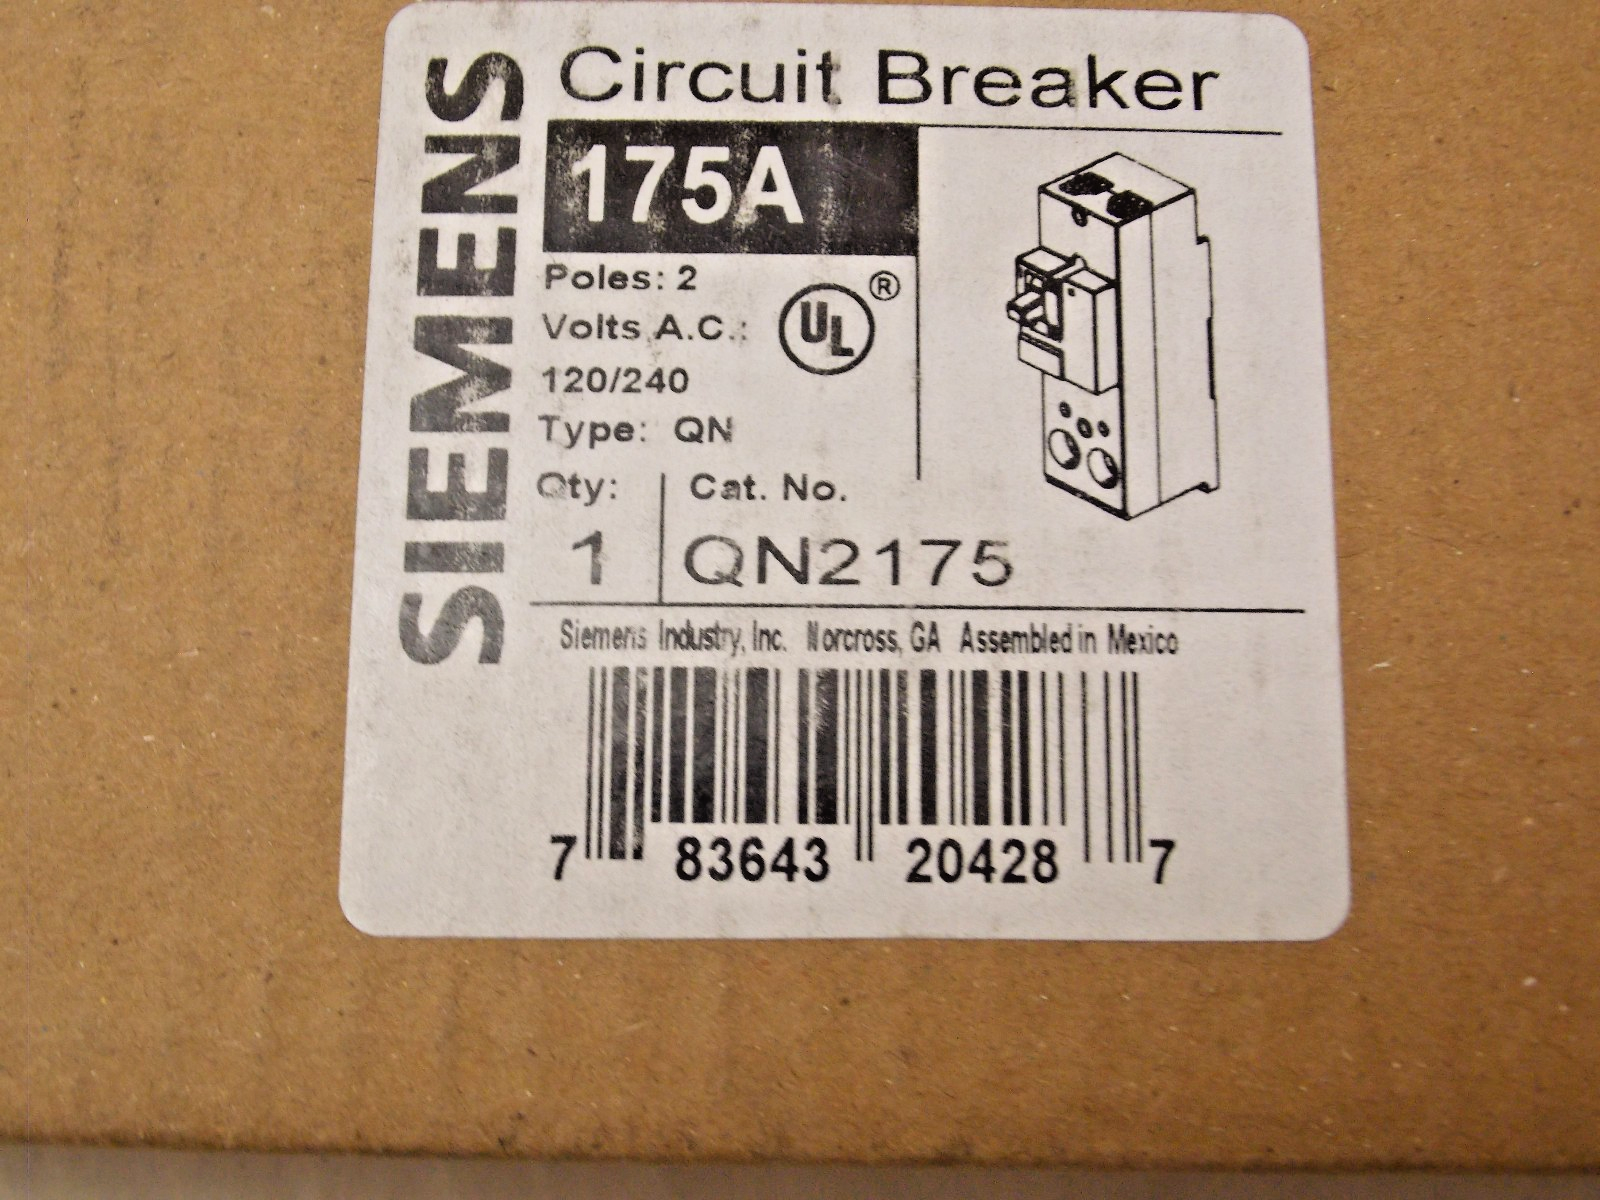 SIEMENS
Circuit Breaker
175A
Poles: 2
Volts A.C.:
120/240
Type: QN
UL ®
Qty:
1
Cat. No.
QN2175
Siemens Industry, Inc. Norcross, GA Assembled in Mexico
7 83643 20428 7